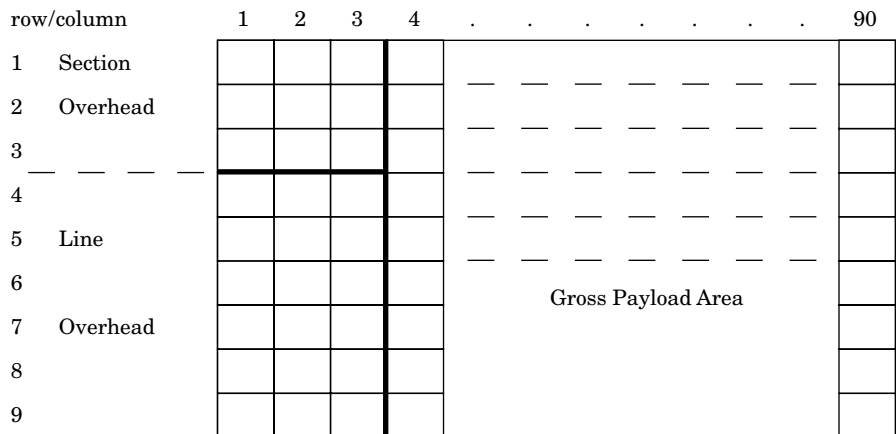 row/column 1 2 3 4 . . . . . . . 90
1 Section
2 Overhead
3
4
5 Line
6
Gross Payload Area
7 Overhead
8
9